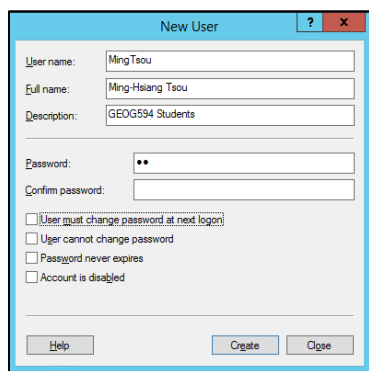 New User
? x
User name: MingTsou
Full name: Ming-Hsiang Tsou
Description: GEOG594 Students
Password: ●●
Confirm password:
User must change password at next logon
User cannot change password
Password never expires
Account is disabled
Help Create Close